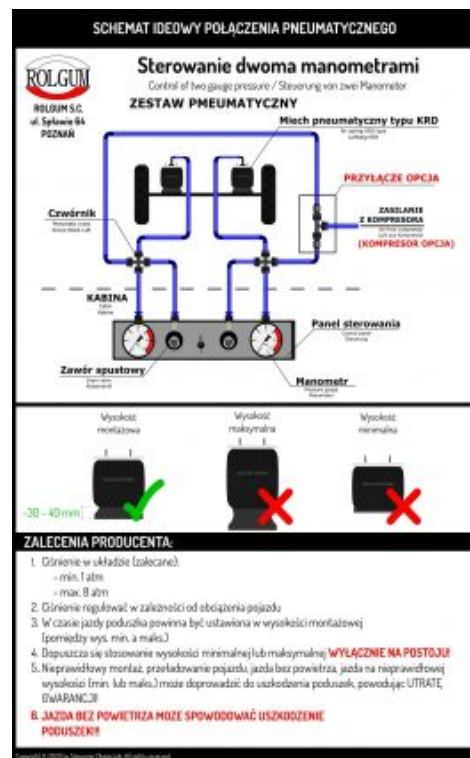 SCHEMAT IDEOWY POŁĄCZENIA PNEUMATYCZNEGO
ROLGUM
ROLGUM S.C.
ul. Spławie 64
POZNAŃ
Sterowanie dwoma manometrami
Control of two gauge pressure / Steuerung von zwei Manometer
ZESTAW PMEUMATYCZNY
Miech pneumatyczny typu KRD
PRZYŁĄCZE OPCJA
Czwórnik
ZASILANIE
Z KOMPRESORA
(KOMPRESOR OPCJA)
KABINA
Panel sterowania
Zawór spustowy
Manometr
Wysokość
montażowa
Wysokość
maksymalna
Wysokość
minimalna
~30 - 40 mm
ZALECENIA PRODUCENTA:
1. Ciśnienie w układzie (zalecane):
- min. 1 atm
- max. 8 atm
2. Ciśnienie regulować w zależności od obciążenia pojazdu
3. W czasie jazdy poduszka powinna być ustawiona w wysokości montażowej
(pomiędzy wys. min. a maks.)
4. Dopuszcza się stosowanie wysokości minimalnej lub maksymalnej WYŁĄCZNIE NA POSTOJU!
5. Nieprawidłowy montaż, przeładowanie pojazdu, jazda bez powietrza, jazda na nieprawidłowej
wysokości (min. lub maks.) może doprowadzić do uszkodzenia poduszek, powodując UTRATĘ
GWARANCJI!
6. JAZDA BEZ POWIETRZA MOŻE SPOWODOWAĆ USZKODZENIE
PODUSZEK!!!